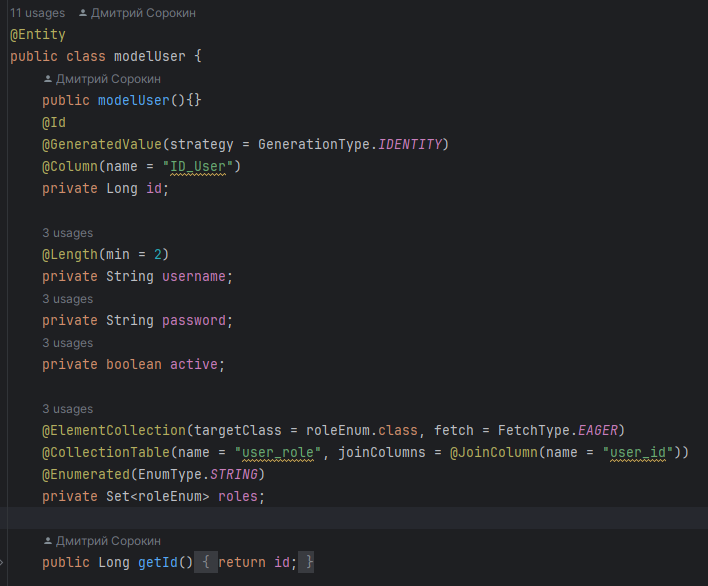 11 usages Дмитрий Сорокин
@Entity
public class modelUser {
Дмитрий Сорокин
public modelUser(){}
@Id
@GeneratedValue(strategy = GenerationType.IDENTITY)
@Column(name = "ID_User")
private Long id;
3 usages
@Length(min = 2)
private String username;
3 usages
private String password;
3 usages
private boolean active;
3 usages
@ElementCollection(targetClass = roleEnum.class, fetch = FetchType.EAGER)
@CollectionTable(name = "user_role", joinColumns = @JoinColumn(name = "user_id"))
@Enumerated(EnumType.STRING)
private Set<roleEnum> roles;
Дмитрий Сорокин
public Long getId() { return id; }